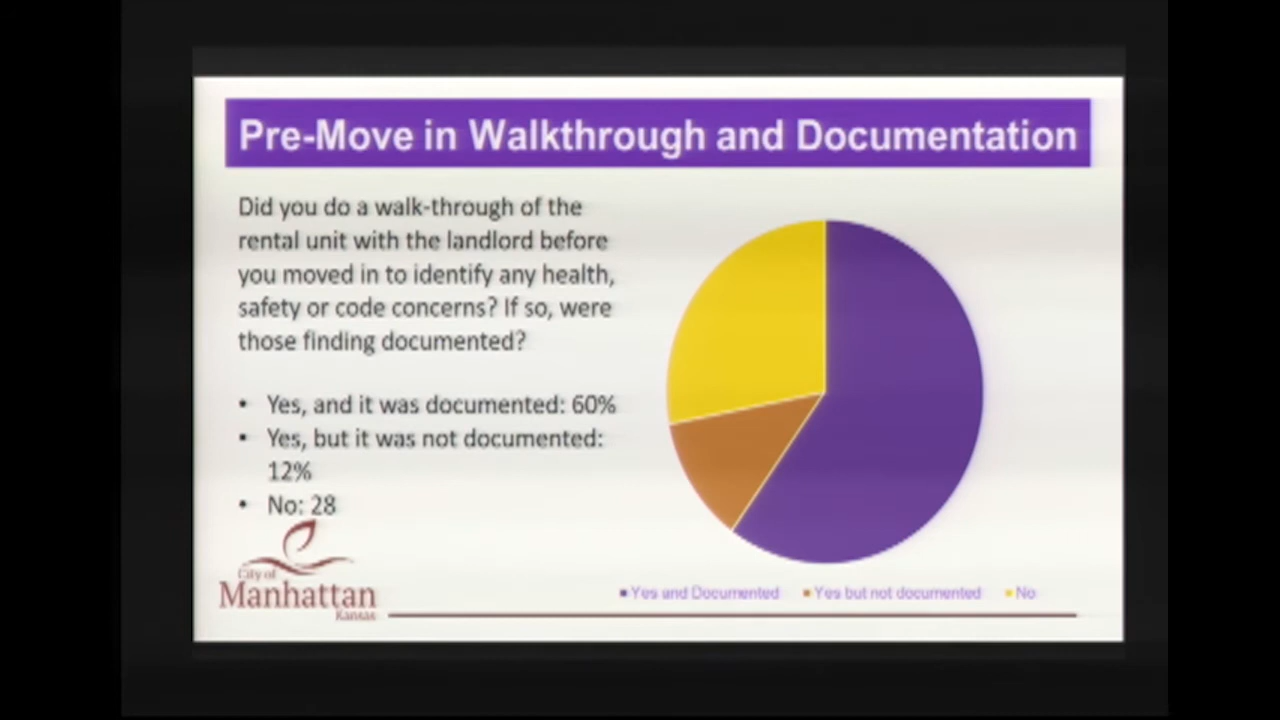 Pre-Move in Walkthrough and Documentation
Did you do a walk-through of the
rental unit with the landlord before
you moved in to identify any health,
safety or code concerns? If so, were
those finding documented?
• Yes, and it was documented: 60%
• Yes, but it was not documented:
12%
• No: 28
City of
Manhattan
Kansas
Yes and Documented
Yes but not documented
No